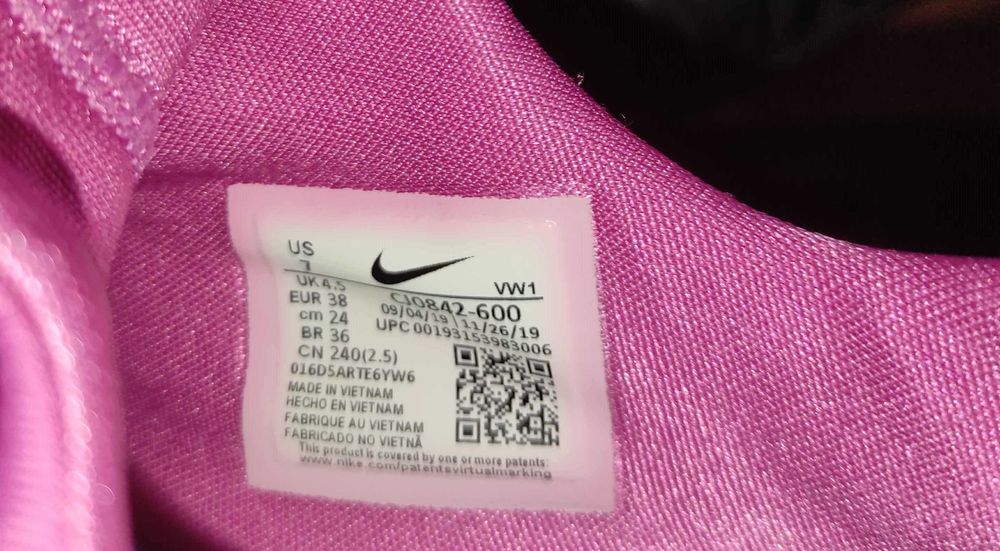 US
7
VW1
UK 4.5
EUR 38
cm 24
BR 36
CN 240(2.5)
CJ0842-600
09/04/19 11/26/19
UPC 00193153983006
016D5ARTE6YW6
MADE IN VIETNAM
HECHO EN VIETNAM
FABRIQUE AU VIETNAM
FABRICADO NO VIETNÃ
This product is covered by one or more patents:
www.nike.com/patentsvirtualmarking